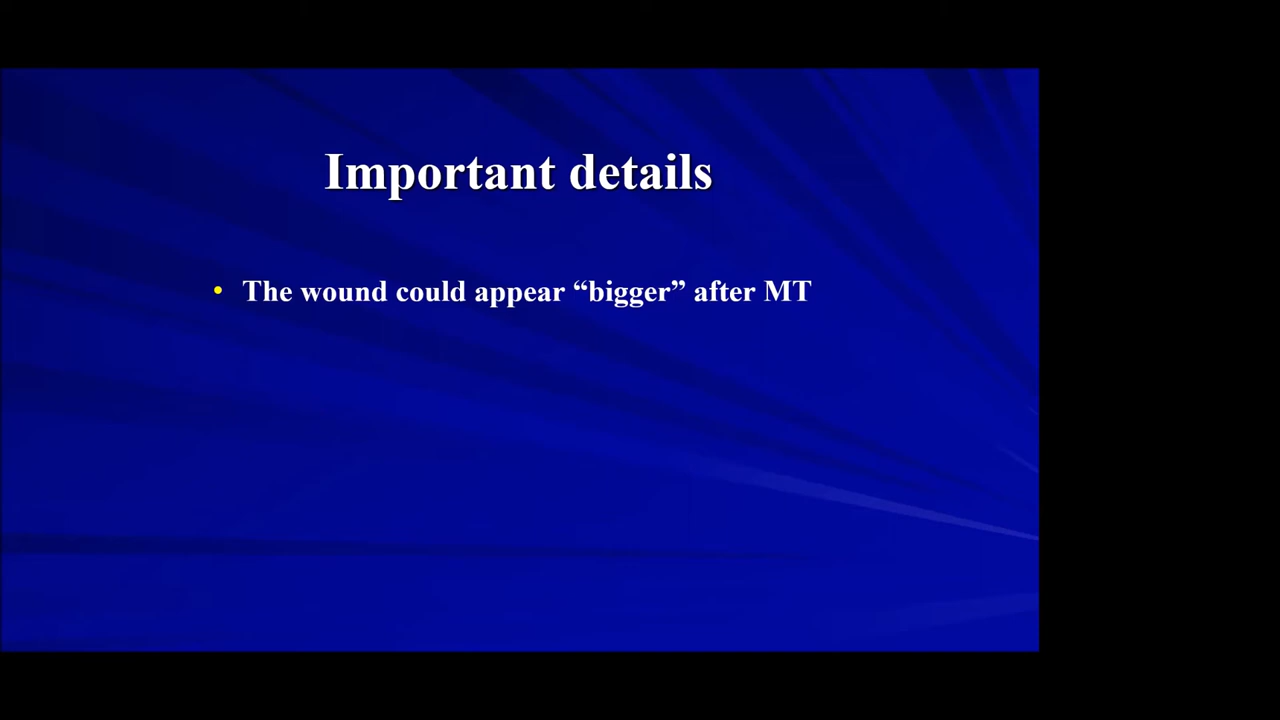 Important details
• The wound could appear “bigger” after MT